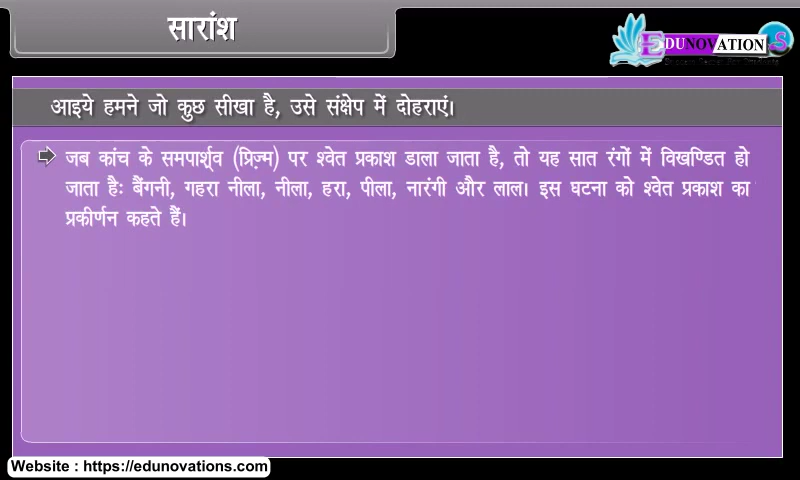 सारांश
EDUNOVATIONS
आइये हमने जो कुछ सीखा है, उसे संक्षेप में दोहराएं।
जब कांच के समपार्श्र्व (प्रिज़्म) पर श्वेत प्रकाश डाला जाता है, तो यह सात रंगों में विखण्डित हो
जाता हैः बैंगनी, गहरा नीला, नीला, हरा, पीला, नारंगी और लाल। इस घटना को श्वेत प्रकाश का
प्रकीर्णन कहते हैं।
Website : https://edunovations.com